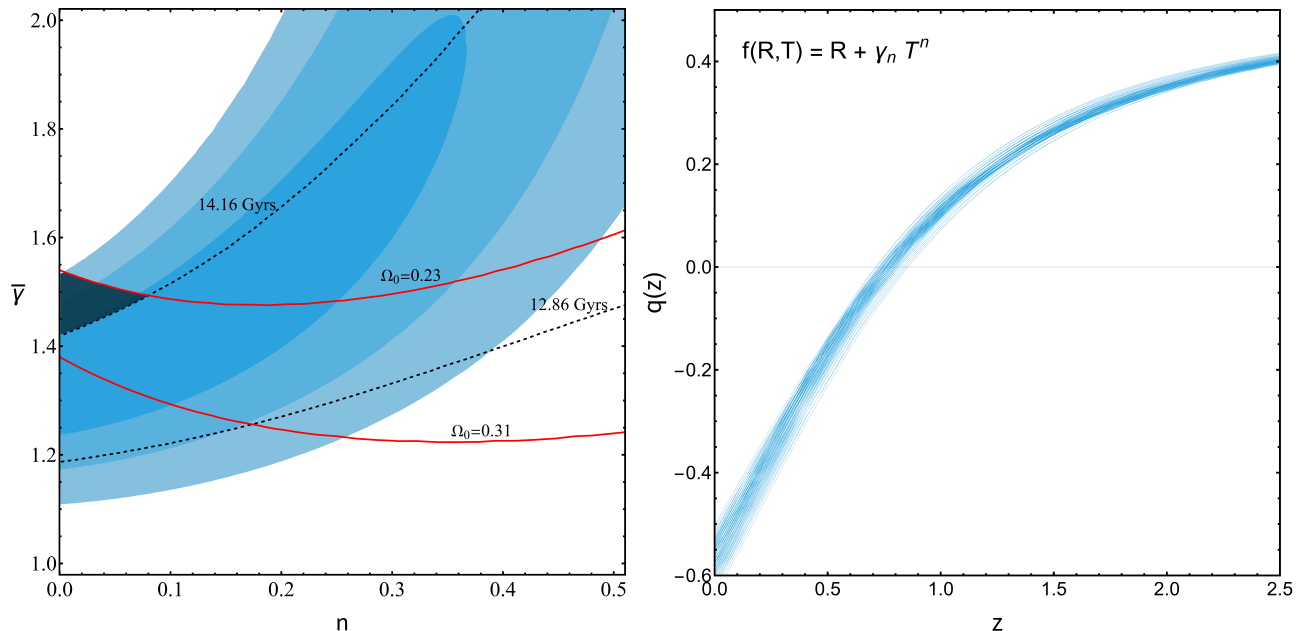 2.0
1.8
1.6
1.4
1.2
1.0
γ̅
14.16 Gyrs
Ω₀=0.23
12.86 Gyrs
Ω₀=0.31
0.0 0.1 0.2 0.3 0.4 0.5
n
f(R,T) = R + γₙ Tⁿ
0.4
0.2
0.0
−0.2
−0.4
−0.6
q(z)
0.0 0.5 1.0 1.5 2.0 2.5
z